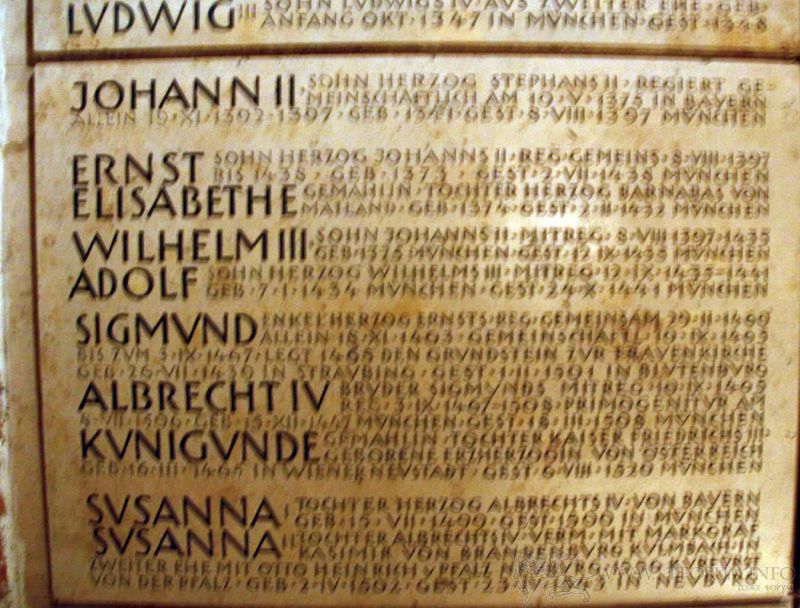 LVDWIG III SOHN LVDWIGS IV · AVS ZWEITER EHE · GEB ·
ANFANG OKT · 1347 IN MÜNCHEN · GEST · 1348
JOHANN II · SOHN HERZOG STEPHANS II · REGIERT GE
MEINSCHAFTLICH AM 19 · V · 1375 IN BAYERN
ALLEIN 19 · XI · 1392 - 1397 · GEB · 1341 GEST · 8 · VIII · 1397 MÜNCHEN
ERNST SOHN HERZOG JOHANNS II · REG · GEMEINS · 8 · VIII · 1397
BIS 1438 · GEB · 1373 GEST · 2 · VII · 1438 MÜNCHEN
ELISABETHE GEMAHLIN · TOCHTER HERZOG BARNABAS VON
MAILAND · GEB · 1374 GEST · 2 · II · 1432 MÜNCHEN
WILHELM III · SOHN JOHANNS II · MITREG · 8 · VIII · 1397-1435
GEB · 1375 MÜNCHEN GEST · 12 · IX · 1435 MÜNCHEN
ADOLF SOHN HERZOG WILHELMS III · MITREG · 12 · IX · 1435-1441
GEB · 7 · I · 1434 MÜNCHEN GEST · 24 · X · 1441 MÜNCHEN
SIGMVND ENKEL HERZOG ERNSTS · REG · GEMEINSAM 29 · II · 1460
ALLEIN 18 · XI · 1463 GEMEINSCHAFTL · 10 · IX · 1465
BIS ZVM 3 · IX · 1467 · LEGT 1468 DEN GRVNDSTEIN ZVR FRAVENKIRCHE
GEB · 26 · VII · 1439 IN STRAVBING GEST · 1 · II · 1501 IN BLVTENBVRG
ALBRECHT IV BRVDER SIGMVNDS MITREG · 10 · IX · 1465
REG · 3 · IX · 1467-1508 · PRIMOGENITVR AM
8 · VII · 1506 · GEB · 15 · XII · 1447 MÜNCHEN GEST · 18 · III · 1508 MÜNCHEN
KVNIGVNDE GEMAHLIN TOCHTER KAISER FRIEDRICHS III
GEBORENE ERZHERZOGIN VON ÖSTERREICH
GEB · 16 · III · 1465 IN WIENER NEVSTADT · GEST · 6 · VIII · 1520 MÜNCHEN
SVSANNA I TOCHTER HERZOG ALBRECHTS IV · VON BAYERN
GEB · 15 · VII · 1499 GEST · 1500 IN MÜNCHEN
SVSANNA II TOCHTER ALBRECHTS IV · VERM · MIT MARKGRAF
KASIMIR VON BRANDENBVRG KVLMBACH
ZWEITER EHE MIT OTTO HEINRICH PFALZ
VON DER PFALZ · GEB · 2 · IV · 1502 GEST · 23 IN NEVBVRG